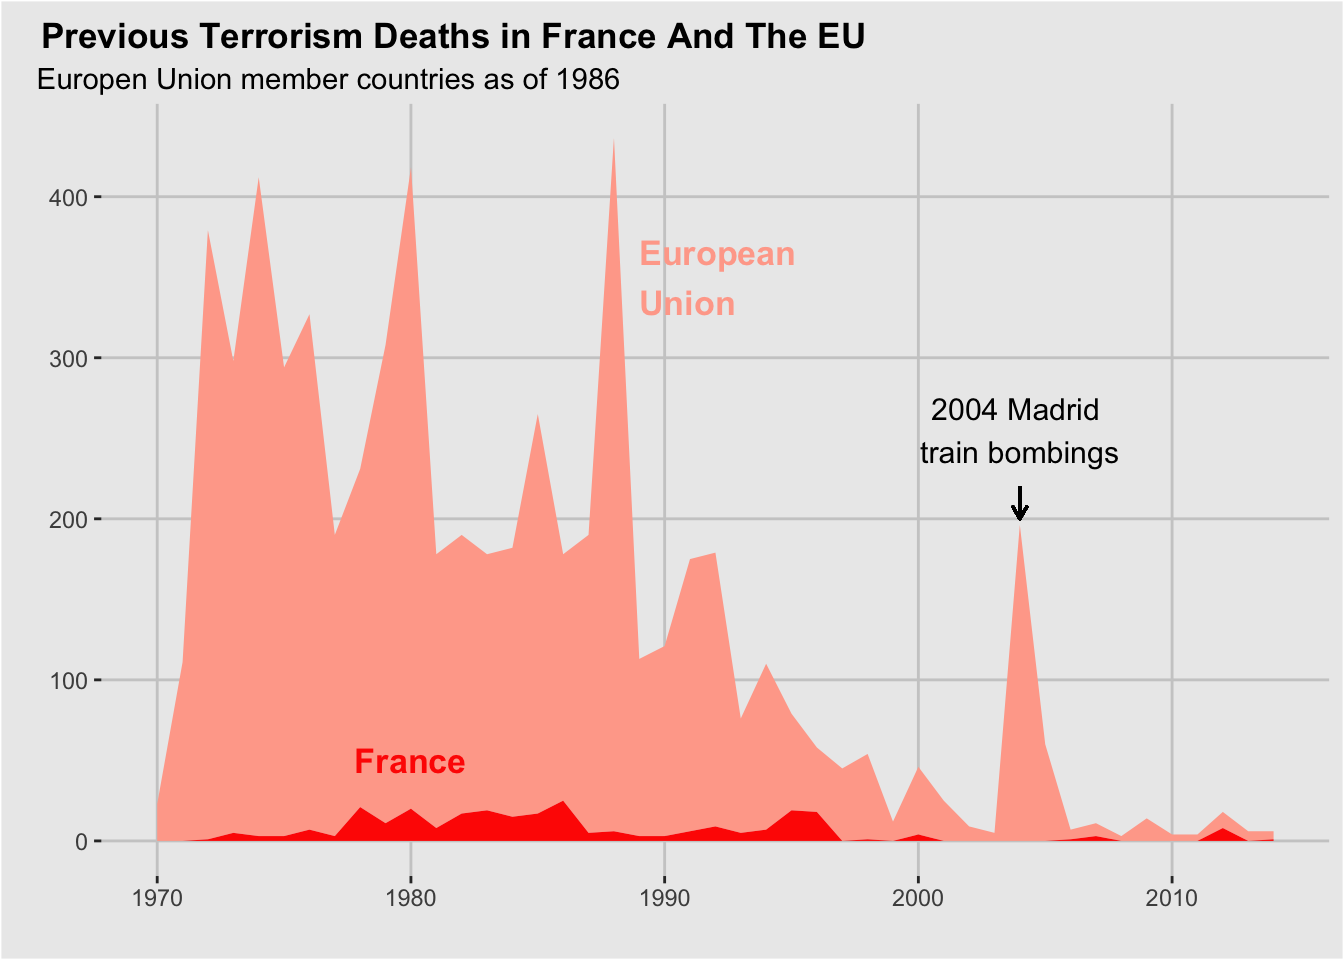 Previous Terrorism Deaths in France And The EU
Europen Union member countries as of 1986
400
European
Union
300
2004 Madrid
train bombings
200
100
France
0
1970 1980 1990 2000 2010